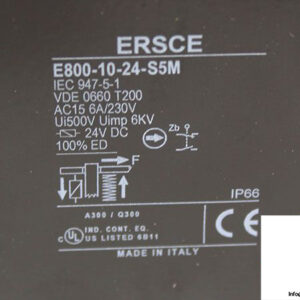 ERSCE
E800-10-24-S5M
IEC 947-5-1
VDE 0660 T200
AC15 6A/230V
Ui500V Uimp 6KV
24V DC
100% ED
Zb
F
IP66
A300 / Q300
c UL US
IND. CONT. EQ.
LISTED 6B11
CE
MADE IN ITALY